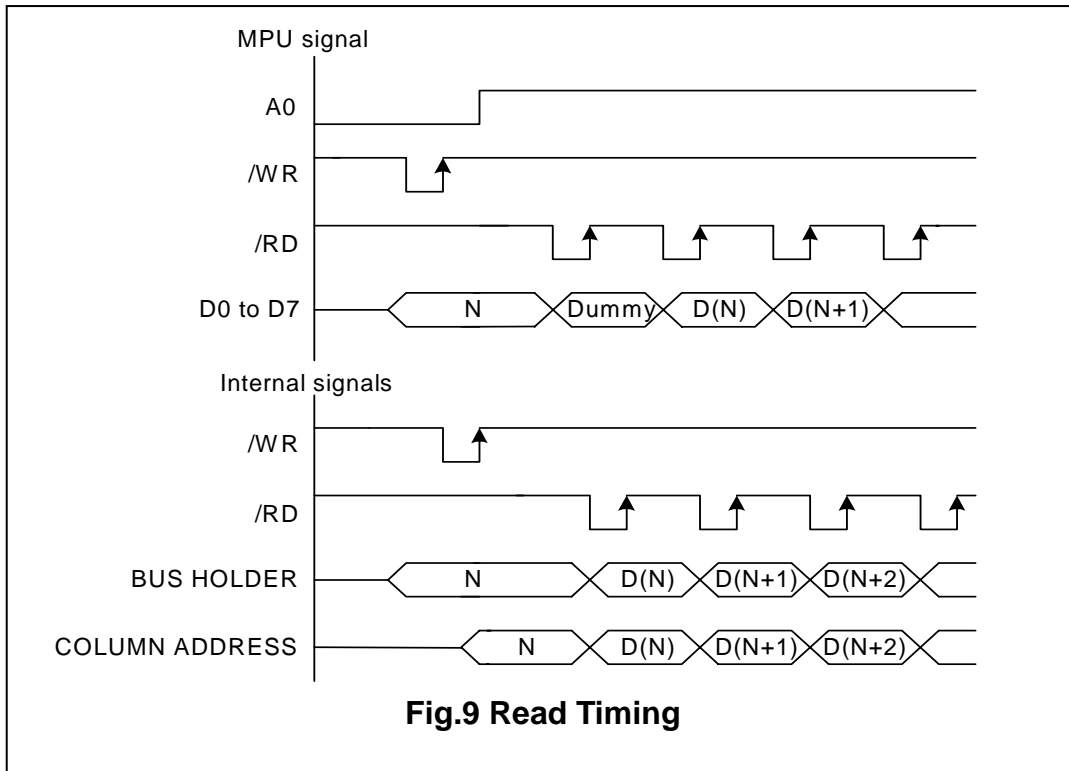 MPU signal
A0
/WR
/RD
D0 to D7 N Dummy D(N) D(N+1)
Internal signals
/WR
/RD
BUS HOLDER N D(N) D(N+1) D(N+2)
COLUMN ADDRESS N D(N) D(N+1) D(N+2)
Fig.9 Read Timing